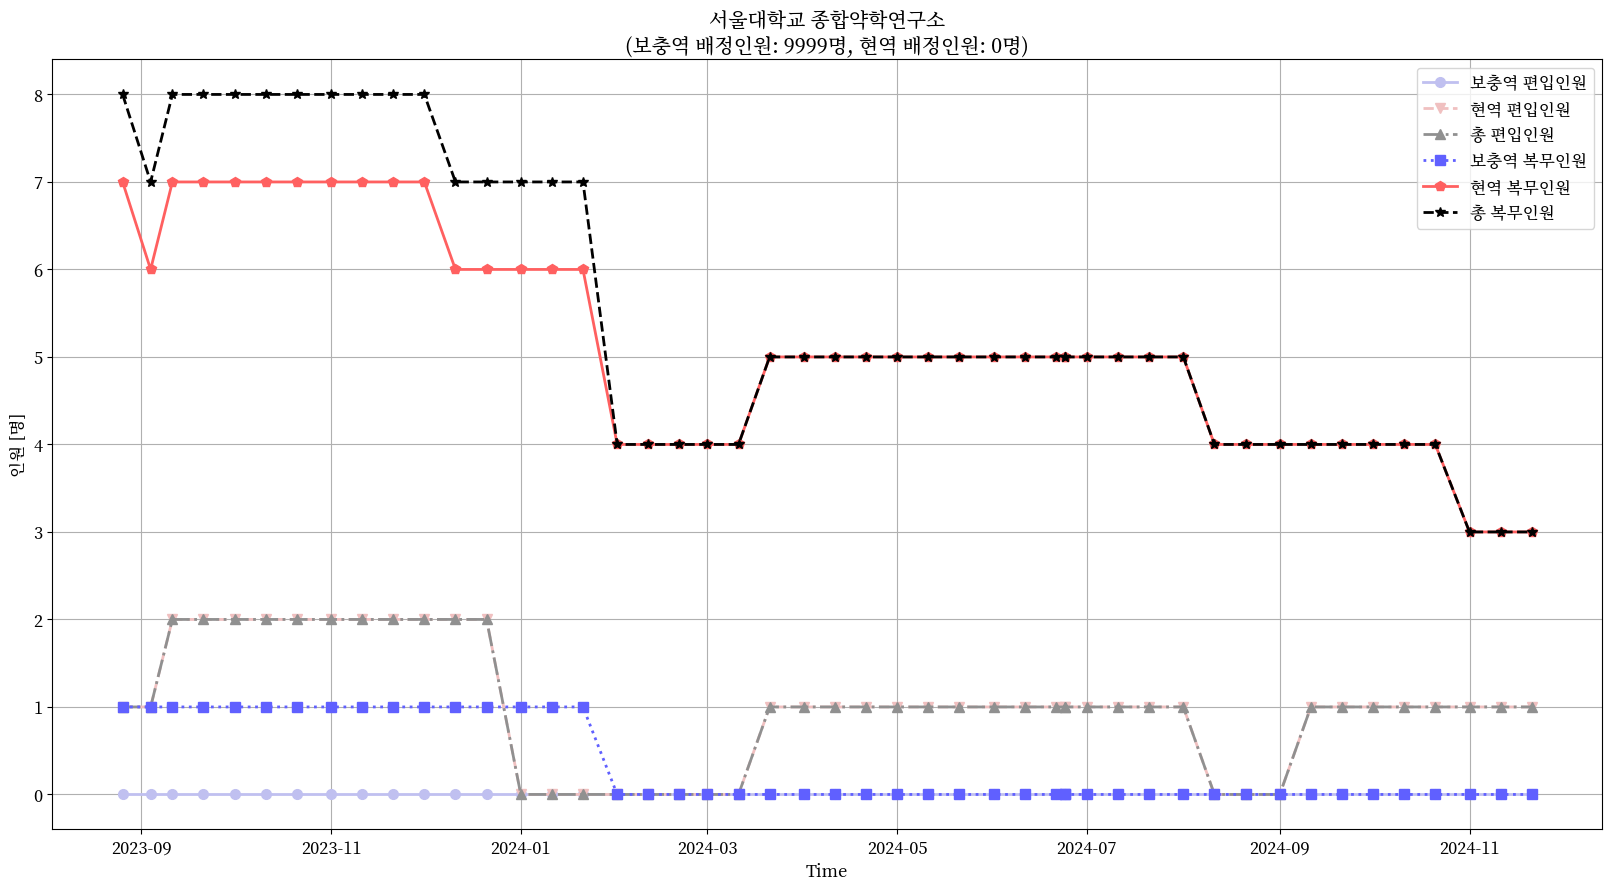 서울대학교 종합약학연구소
(보충역 배정인원: 9999명, 현역 배정인원: 0명)
보충역 편입인원
현역 편입인원
총 편입인원
보충역 복무인원
현역 복무인원
총 복무인원
인원 [명]
8
7
6
5
4
3
2
1
0
2023-09
2023-11
2024-01
2024-03
2024-05
2024-07
2024-09
2024-11
Time